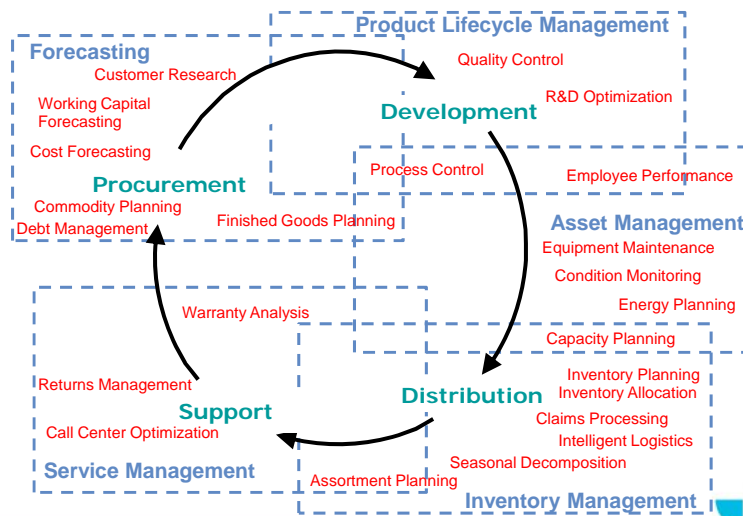 Product Lifecycle Management
Forecasting
Quality Control
Customer Research
R&D Optimization
Working Capital
Forecasting
Development
Cost Forecasting
Process Control
Employee Performance
Procurement
Commodity Planning
Finished Goods Planning
Debt Management
Asset Management
Equipment Maintenance
Condition Monitoring
Energy Planning
Warranty Analysis
Capacity Planning
Inventory Planning
Returns Management
Inventory Allocation
Distribution
Support
Claims Processing
Call Center Optimization
Intelligent Logistics
Seasonal Decomposition
Service Management
Assortment Planning
Inventory Management